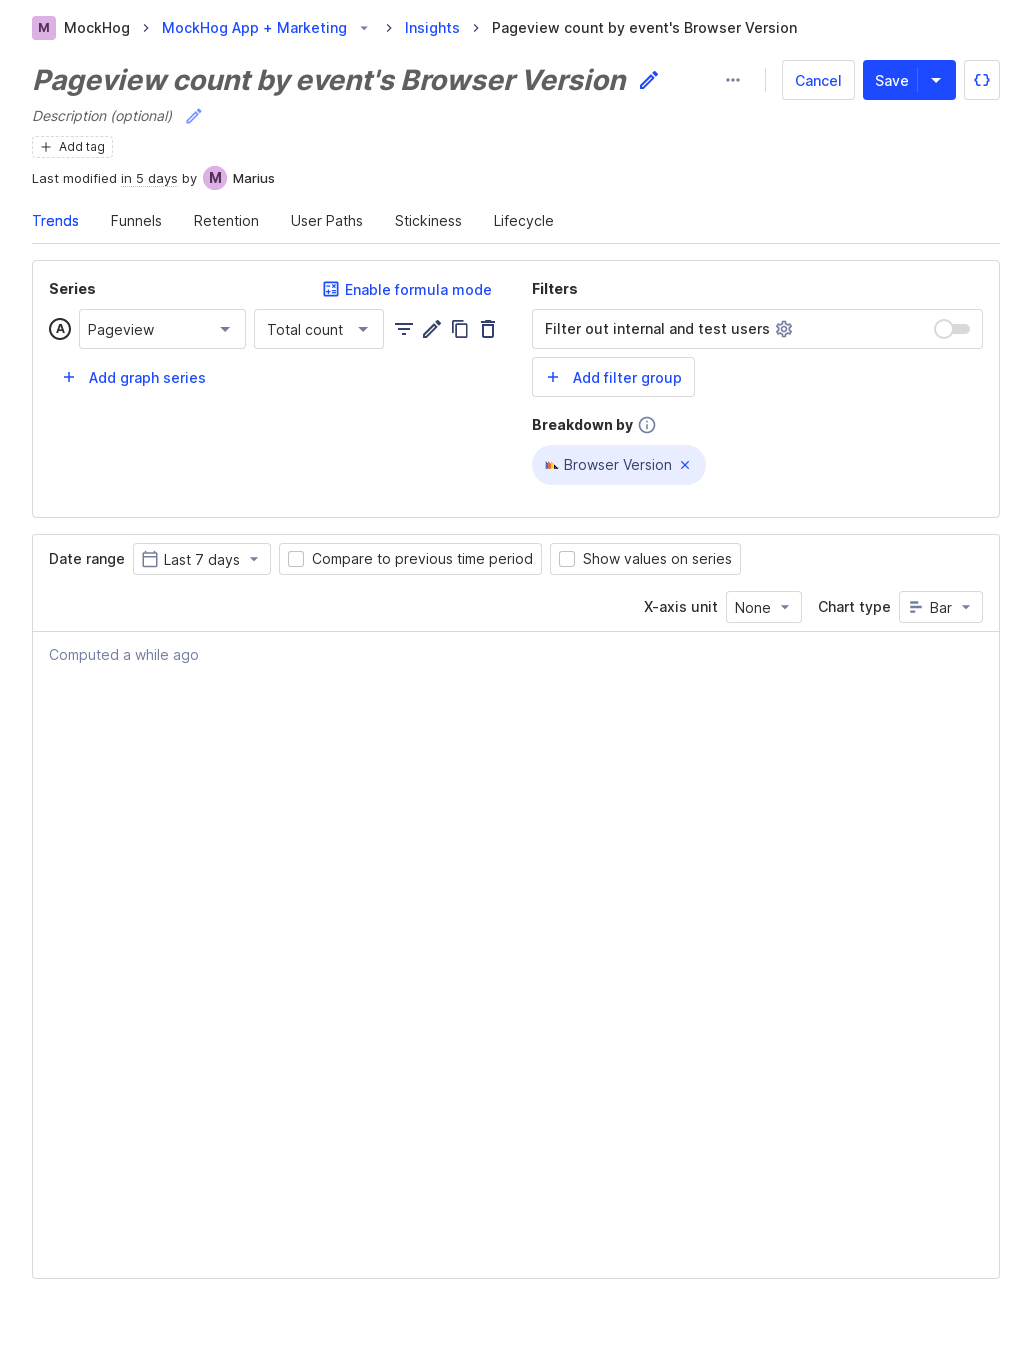 M MockHog MockHog App + Marketing Insights Pageview count by event's Browser Version
Pageview count by event's Browser Version
Cancel Save
Description (optional)
Add tag
Last modified in 5 days by M Marius
Trends Funnels Retention User Paths Stickiness Lifecycle
Series Enable formula mode
A Pageview Total count
Add graph series
Filters
Filter out internal and test users
Add filter group
Breakdown by
Browser Version
Date range Last 7 days Compare to previous time period Show values on series
X-axis unit None Chart type Bar
Computed a while ago